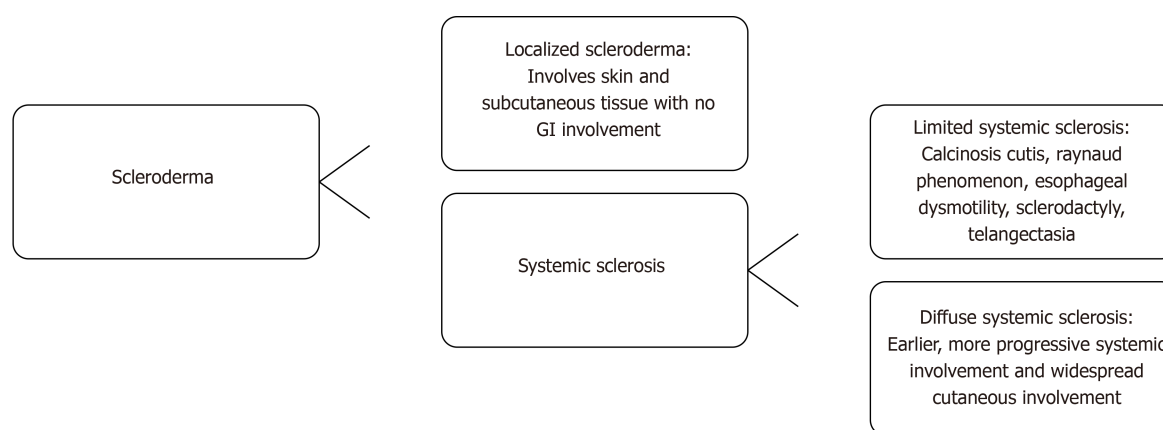 Scleroderma
Localized scleroderma:
Involves skin and
subcutaneous tissue with no
GI involvement
Systemic sclerosis
Limited systemic sclerosis:
Calcinosis cutis, raynaud
phenomenon, esophageal
dysmotility, sclerodactyly,
telangectasia
Diffuse systemic sclerosis:
Earlier, more progressive systemic
involvement and widespread
cutaneous involvement